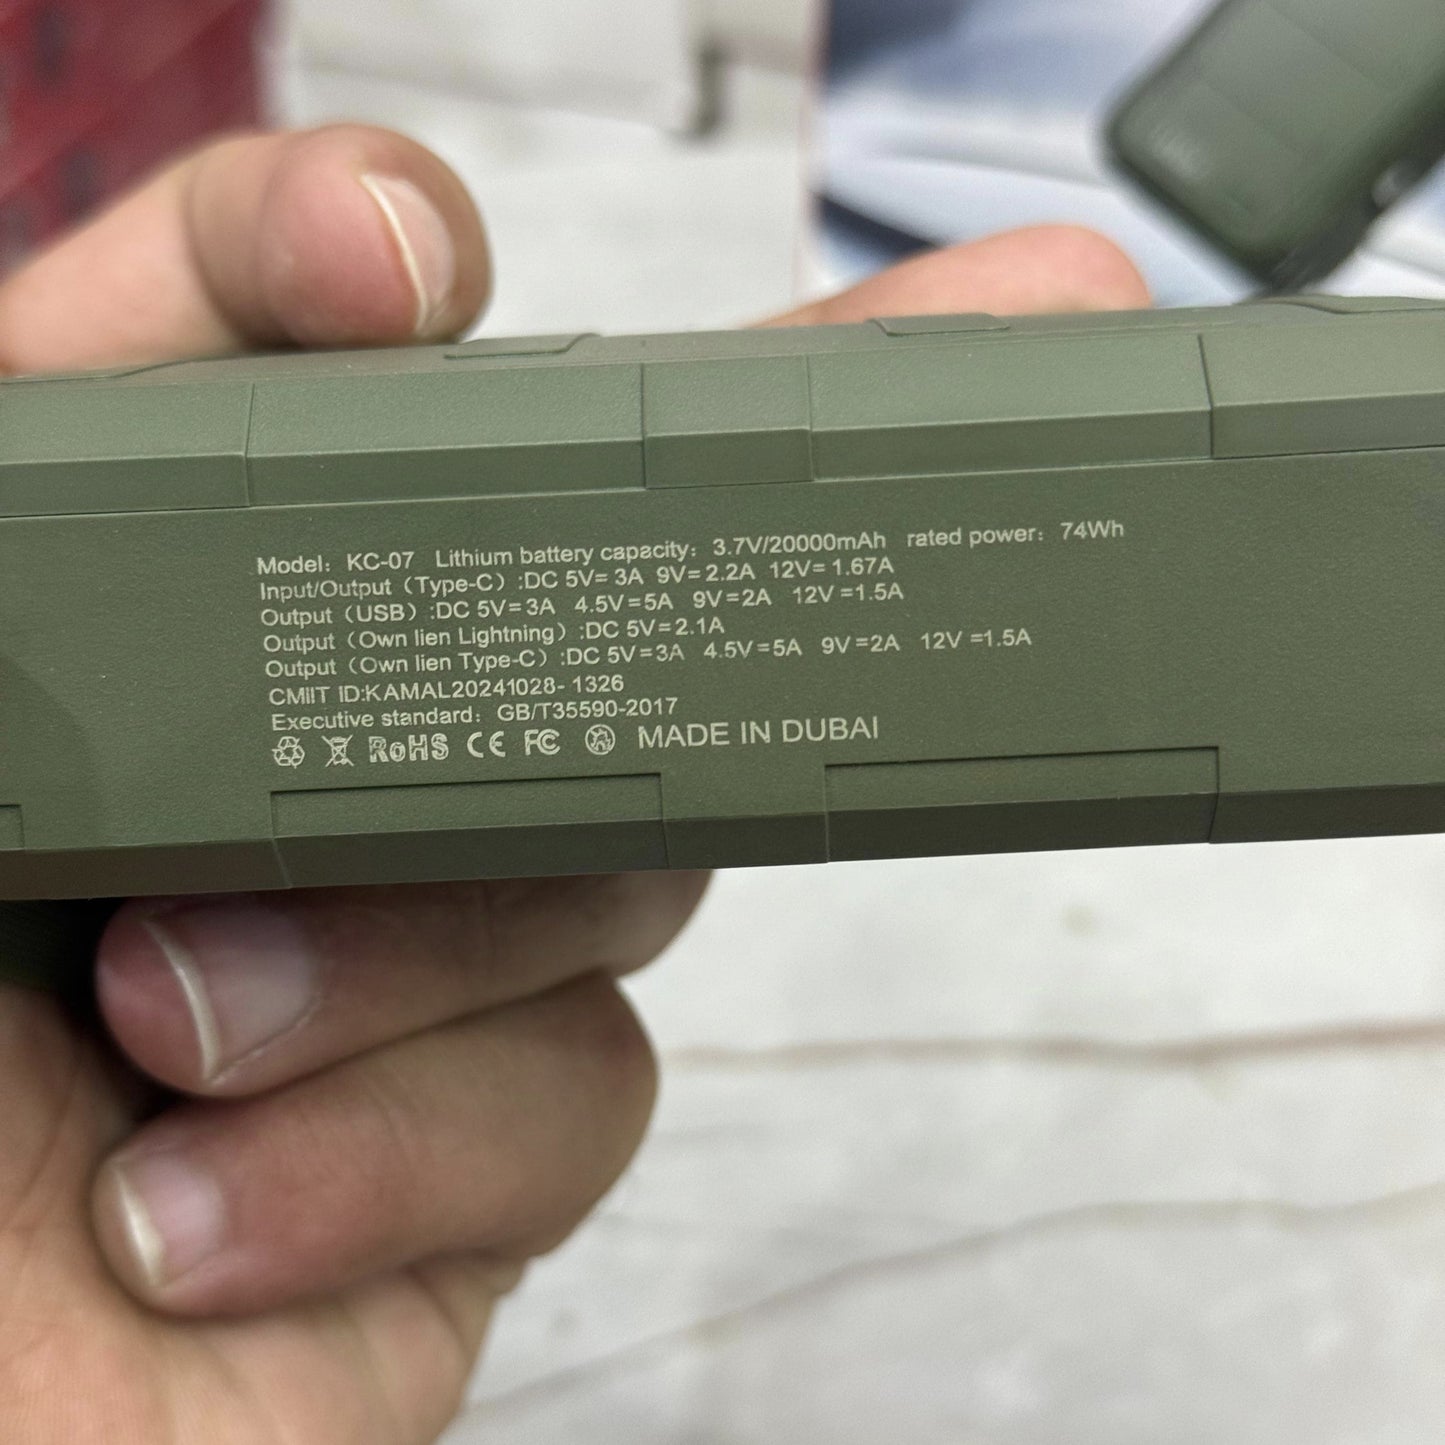 Model: KC-07 Lithium battery capacity: 3.7V/20000mAh rated power: 74Wh
Input/Output (Type-C) :DC 5V= 3A 9V=2.2A 12V=1.67A
Output (USB) :DC 5V=3A 4.5V=5A 9V=2A 12V=1.5A
Output (Own lien Lightning) :DC 5V=2.1A
Output (Own lien Type-C) :DC 5V=3A 4.5V=5A 9V=2A 12V =1.5A
CMIIT ID:KAMAL20241028- 1326
Executive standard: GB/T35590-2017
RoHS CE FC MADE IN DUBAI